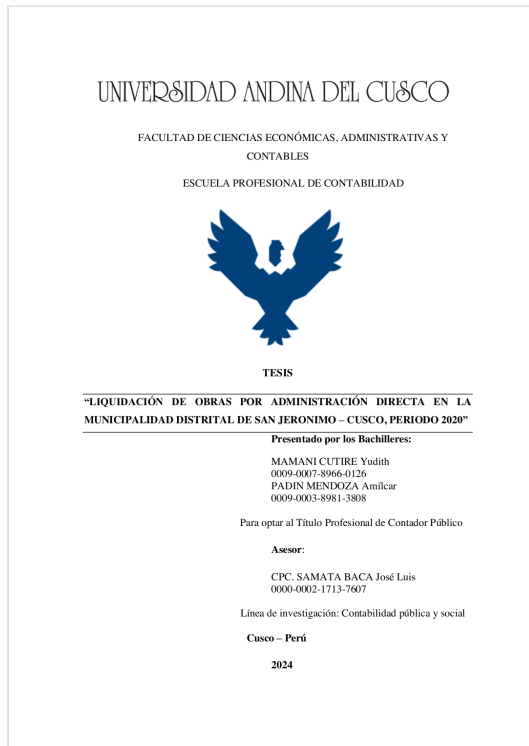 UNIVERSIDAD ANDINA DEL CUSCO
FACULTAD DE CIENCIAS ECONÓMICAS, ADMINISTRATIVAS Y
CONTABLES
ESCUELA PROFESIONAL DE CONTABILIDAD
TESIS
“LIQUIDACIÓN DE OBRAS POR ADMINISTRACIÓN DIRECTA EN LA
MUNICIPALIDAD DISTRITAL DE SAN JERONIMO – CUSCO, PERIODO 2020”
Presentado por los Bachilleres:
MAMANI CUTIRE Yudith
0009-0007-8966-0126
PADIN MENDOZA Amílcar
0009-0003-8981-3808
Para optar al Título Profesional de Contador Público
Asesor:
CPC. SAMATA BACA José Luis
0000-0002-1713-7607
Línea de investigación: Contabilidad pública y social
Cusco – Perú
2024